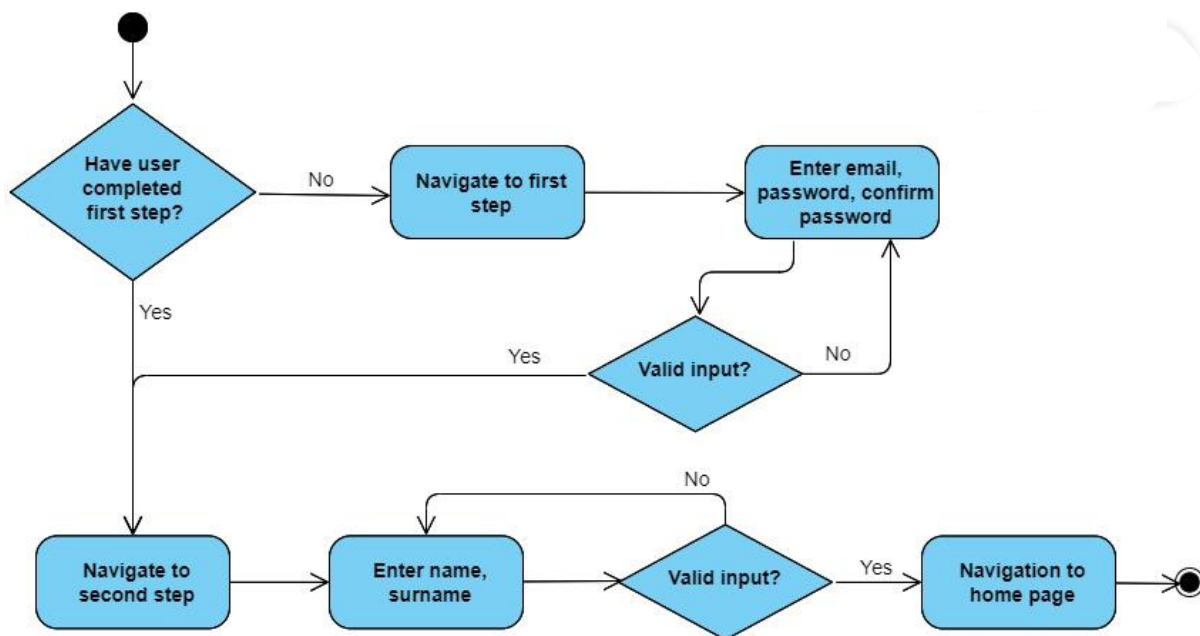 Have user
completed
first step?
No
Navigate to first
step
Enter email,
password, confirm
password
Yes
Yes
Valid input?
No
No
Navigate to
second step
Enter name,
surname
Valid input?
Yes
Navigation to
home page